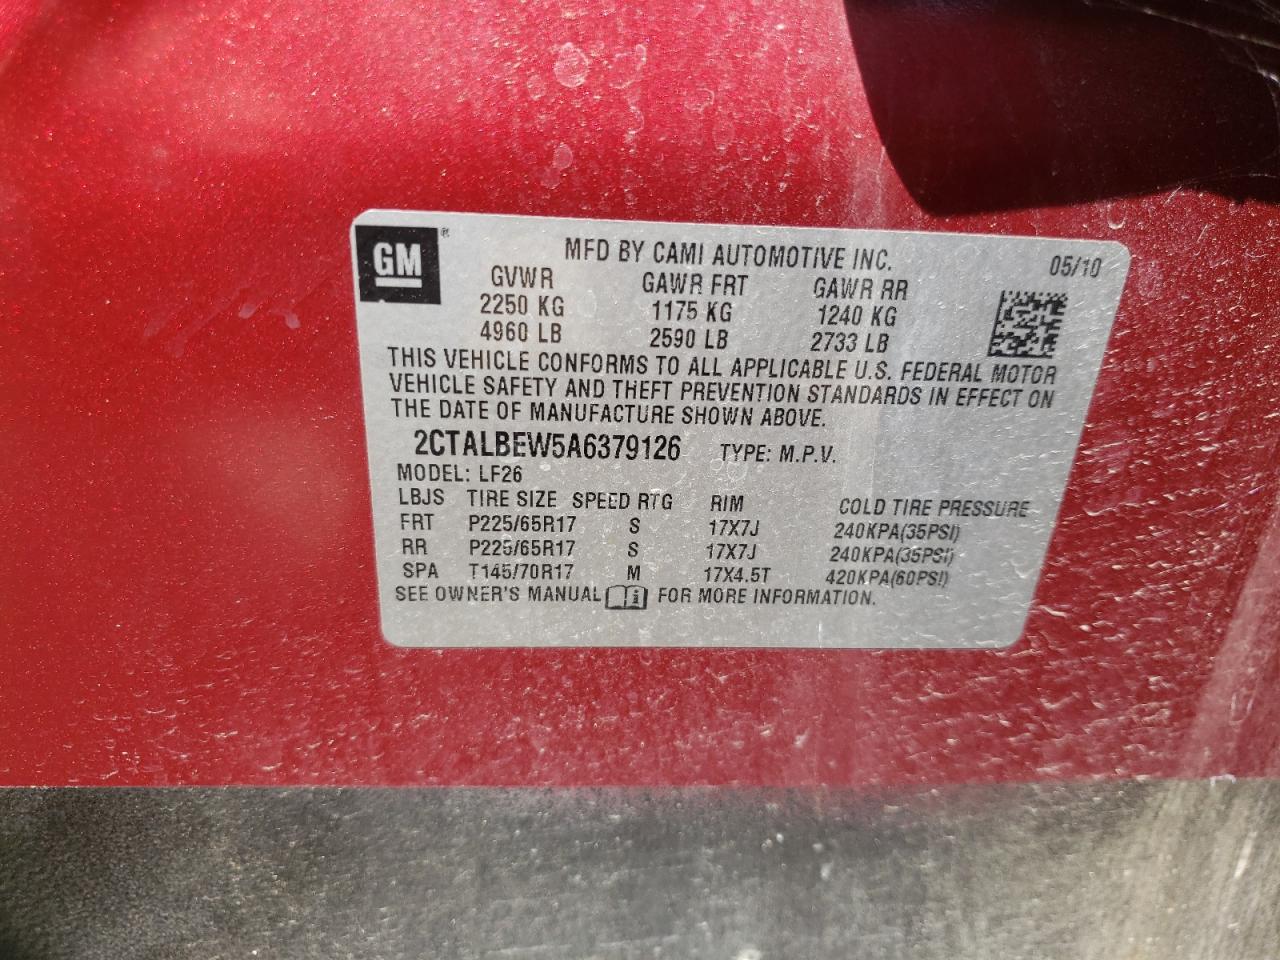 GM®
MFD BY CAMI AUTOMOTIVE INC. 05/10
GVWR GAWR FRT GAWR RR
2250 KG 1175 KG 1240 KG
4960 LB 2590 LB 2733 LB
THIS VEHICLE CONFORMS TO ALL APPLICABLE U.S. FEDERAL MOTOR
VEHICLE SAFETY AND THEFT PREVENTION STANDARDS IN EFFECT ON
THE DATE OF MANUFACTURE SHOWN ABOVE.
2CTALBEW5A6379126 TYPE: M.P.V.
MODEL: LF26
LBJS TIRE SIZE SPEED RTG RIM COLD TIRE PRESSURE
FRT P225/65R17 S 17X7J 240KPA(35PSI)
RR P225/65R17 S 17X7J 240KPA(35PSI)
SPA T145/70R17 M 17X4.5T 420KPA(60PSI)
SEE OWNER'S MANUAL FOR MORE INFORMATION.